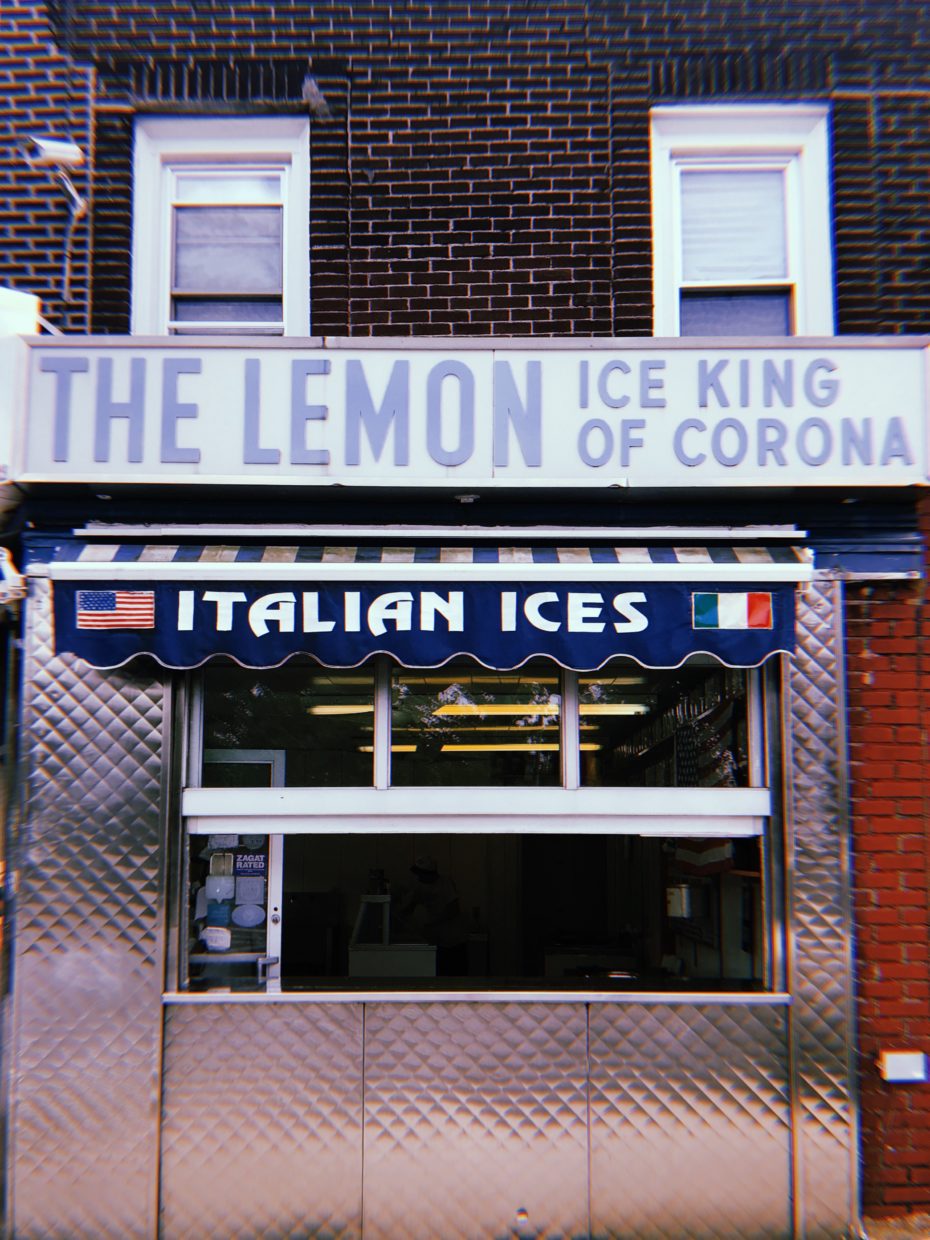 THE LEMON
ICE KING
OF CORONA
ITALIAN ICES
ZAGAT
RATED